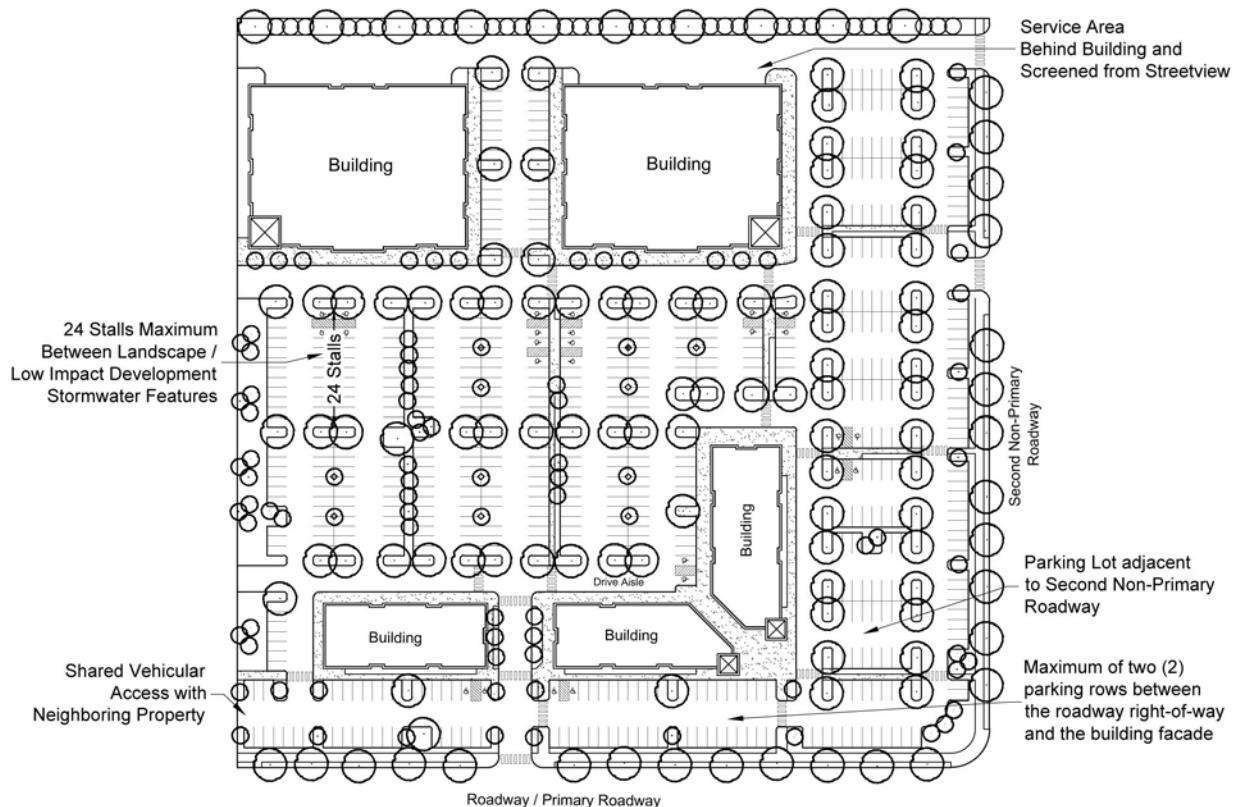 Service Area
Behind Building and
Screened from Streetview
Building
Building
24 Stalls Maximum
Between Landscape /
Low Impact Development
Stormwater Features
24 Stalls
Second Non-Primary
Roadway
Building
Drive Aisle
Parking Lot adjacent
to Second Non-Primary
Roadway
Building
Building
Shared Vehicular
Access with
Neighboring Property
Maximum of two (2)
parking rows between
the roadway right-of-way
and the building facade
Roadway / Primary Roadway